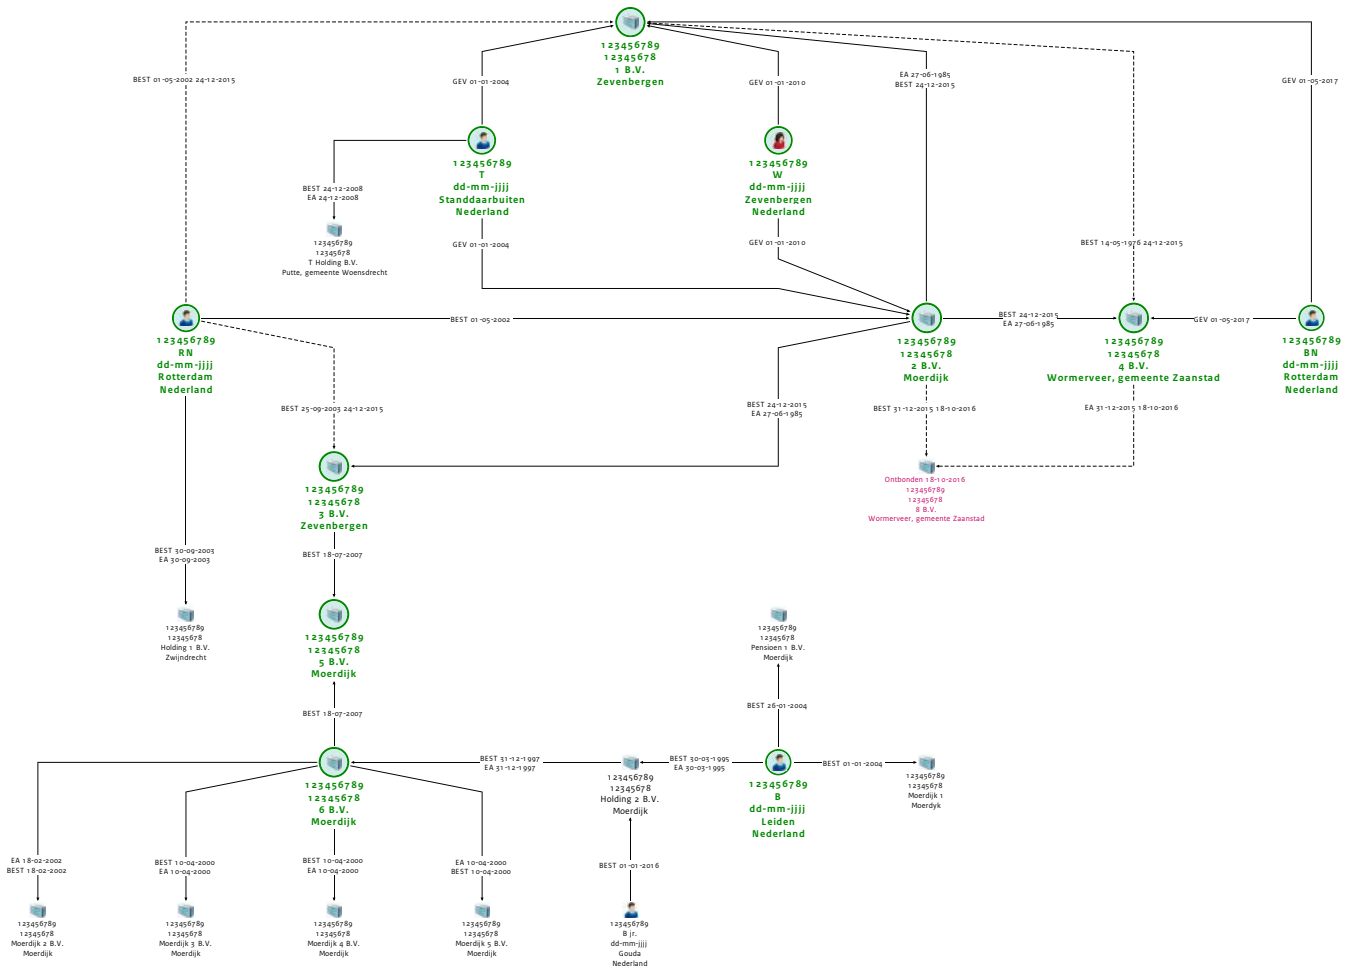 123456789
12345678
1 B.V.
Zevenbergen
BEST 01-05-2002 24-12-2015
GEV 01-01-2004
GEV 01-01-2010
EA 27-06-1985
BEST 24-12-2015
GEV 01-05-2017
123456789
T
dd-mm-jjjj
Standdaarbuiten
Nederland
123456789
W
dd-mm-jjjj
Zevenbergen
Nederland
BEST 24-12-2008
EA 24-12-2008
123456789
12345678
T Holding B.V.
Putte, gemeente Woensdrecht
GEV 01-01-2004
GEV 01-01-2010
BEST 14-05-1976 24-12-2015
123456789
RN
dd-mm-jjjj
Rotterdam
Nederland
BEST 01-05-2002
123456789
12345678
2 B.V.
Moerdijk
BEST 24-12-2015
EA 27-06-1985
123456789
12345678
4 B.V.
Wormerveer, gemeente Zaanstad
GEV 01-05-2017
123456789
BN
dd-mm-jjjj
Rotterdam
Nederland
BEST 25-09-2003 24-12-2015
BEST 24-12-2015
EA 27-06-1985
BEST 31-12-2015 18-10-2016
EA 31-12-2015 18-10-2016
123456789
12345678
3 B.V.
Zevenbergen
Ontbonden 18-10-2016
123456789
12345678
8 B.V.
Wormerveer, gemeente Zaanstad
BEST 30-09-2003
EA 30-09-2003
BEST 18-07-2007
123456789
12345678
Holding 1 B.V.
Zwijndrecht
123456789
12345678
5 B.V.
Moerdijk
123456789
12345678
Pensioen 1 B.V.
Moerdijk
BEST 18-07-2007
BEST 26-01-2004
123456789
12345678
6 B.V.
Moerdijk
BEST 31-12-1997
EA 31-12-1997
123456789
12345678
Holding 2 B.V.
Moerdijk
BEST 30-03-1995
EA 30-03-1995
123456789
B
dd-mm-jjjj
Leiden
Nederland
BEST 01-01-2004
123456789
12345678
Moerdijk 1
Moerdyk
EA 18-02-2002
BEST 18-02-2002
BEST 10-04-2000
EA 10-04-2000
BEST 10-04-2000
EA 10-04-2000
EA 10-04-2000
BEST 10-04-2000
BEST 01-01-2016
123456789
12345678
Moerdijk 2 B.V.
Moerdijk
123456789
12345678
Moerdijk 3 B.V.
Moerdijk
123456789
12345678
Moerdijk 4 B.V.
Moerdijk
123456789
12345678
Moerdijk 5 B.V.
Moerdijk
123456789
B jr.
dd-mm-jjjj
Gouda
Nederland